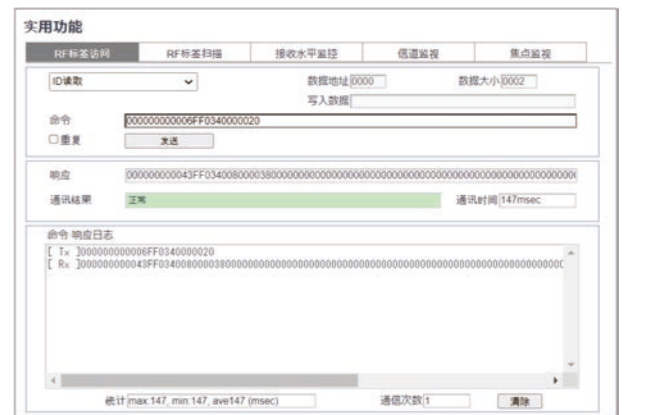 实用功能
RF标签访问 RF标签扫描 接收水平监控 信道监视 焦点监视
ID读取 数据地址 0000 数据大小 0002
写入数据
命令 000000000006FF0340000020
重复 发送
响应
通讯结果 正常 通讯时间 147msec
命令 响应日志
[ Tx ]000000000006FF0340000020
[ Rx ]
统计 max:147, min:147, ave147 (msec) 通信次数 1 清除